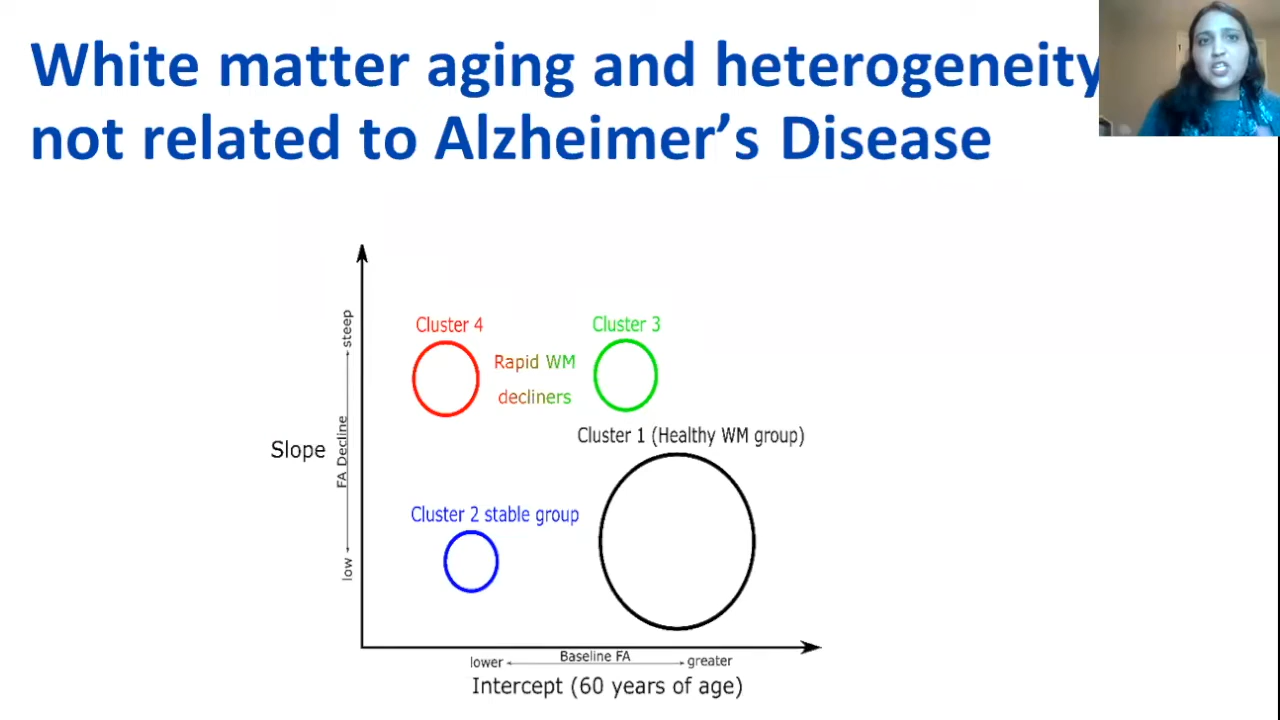 White matter aging and heterogeneity
not related to Alzheimer's Disease
Cluster 4
Cluster 3
Rapid WM
decliners
Cluster 1 (Healthy WM group)
Cluster 2 stable group
Slope
low
FA Decline
steep
lower
Baseline FA
greater
Intercept (60 years of age)